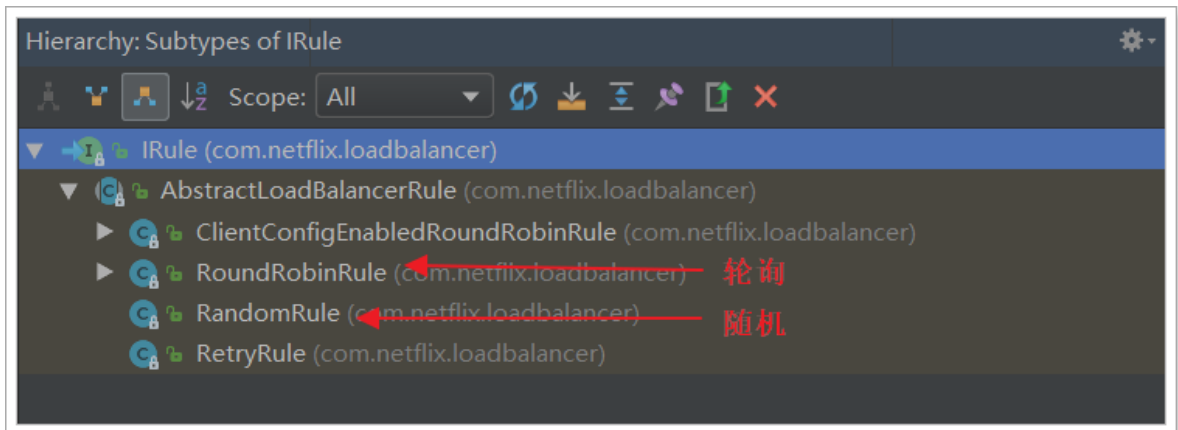 Hierarchy: Subtypes of IRule
Scope: All
IRule (com.netflix.loadbalancer)
AbstractLoadBalancerRule (com.netflix.loadbalancer)
ClientConfigEnabledRoundRobinRule (com.netflix.loadbalancer)
RoundRobinRule (com.netflix.loadbalancer) 轮询
RandomRule (com.netflix.loadbalancer) 随机
RetryRule (com.netflix.loadbalancer)